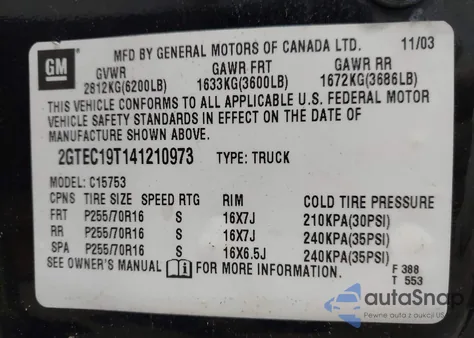 GM
MFD BY GENERAL MOTORS OF CANADA LTD. 11/03
GVWR GAWR FRT GAWR RR
2812KG(6200LB) 1633KG(3600LB) 1672KG(3686LB)
THIS VEHICLE CONFORMS TO ALL APPLICABLE U.S. FEDERAL MOTOR
VEHICLE SAFETY STANDARDS IN EFFECT ON THE DATE OF
MANUFACTURE SHOWN ABOVE.
2GTEC19T141210973 TYPE: TRUCK
MODEL: C15753
CPNS TIRE SIZE SPEED RTG RIM COLD TIRE PRESSURE
FRT P255/70R16 S 16X7J 210KPA(30PSI)
RR P255/70R16 S 16X7J 240KPA(35PSI)
SPA P255/70R16 S 16X6.5J 240KPA(35PSI)
SEE OWNER'S MANUAL FOR MORE INFORMATION. F 388
T 553
autaSnap
Pewne auta z aukcji US